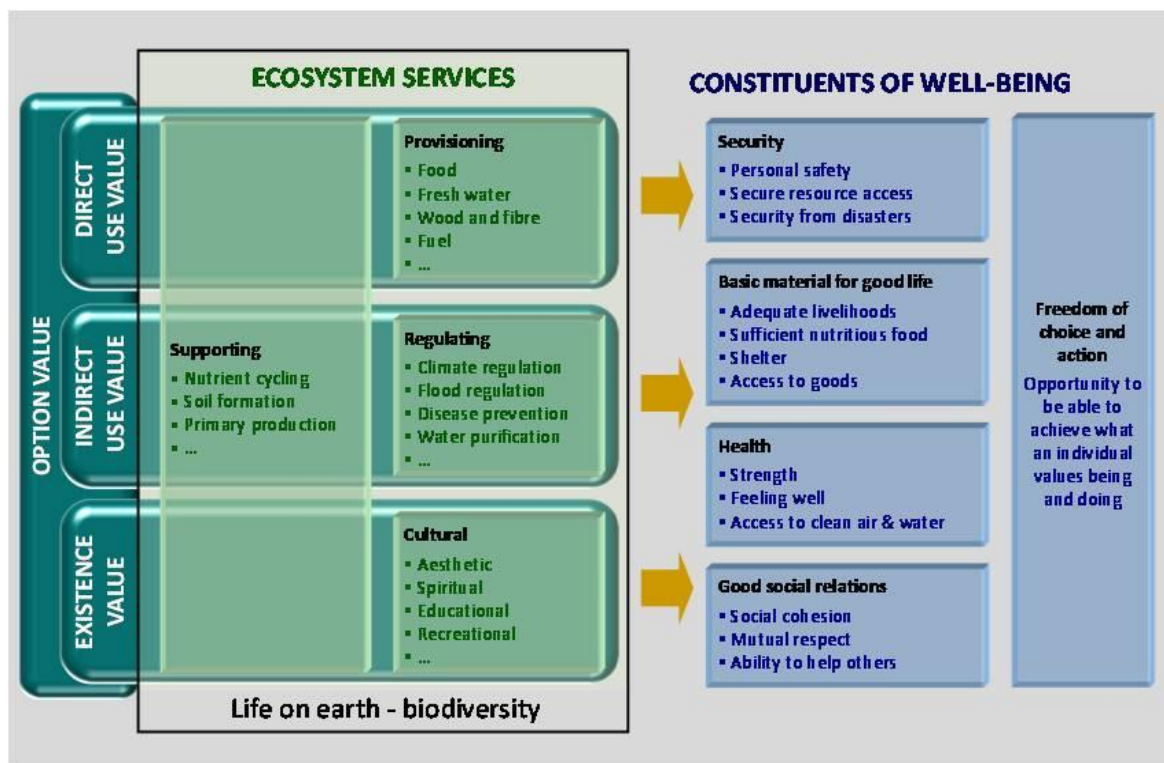 ECOSYSTEM SERVICES
CONSTITUENTS OF WELL-BEING
OPTION VALUE
DIRECT
USE VALUE
INDIRECT
USE VALUE
EXISTENCE
VALUE
Supporting
▪ Nutrient cycling
▪ Soil formation
▪ Primary production
▪ ...
Provisioning
▪ Food
▪ Fresh water
▪ Wood and fibre
▪ Fuel
▪ ...
Regulating
▪ Climate regulation
▪ Flood regulation
▪ Disease prevention
▪ Water purification
▪ ...
Cultural
▪ Aesthetic
▪ Spiritual
▪ Educational
▪ Recreational
▪ ...
Life on earth - biodiversity
Security
▪ Personal safety
▪ Secure resource access
▪ Security from disasters
Basic material for good life
▪ Adequate livelihoods
▪ Sufficient nutritious food
▪ Shelter
▪ Access to goods
Health
▪ Strength
▪ Feeling well
▪ Access to clean air & water
Good social relations
▪ Social cohesion
▪ Mutual respect
▪ Ability to help others
Freedom of
choice and
action
Opportunity to
be able to
achieve what
an individual
values being
and doing